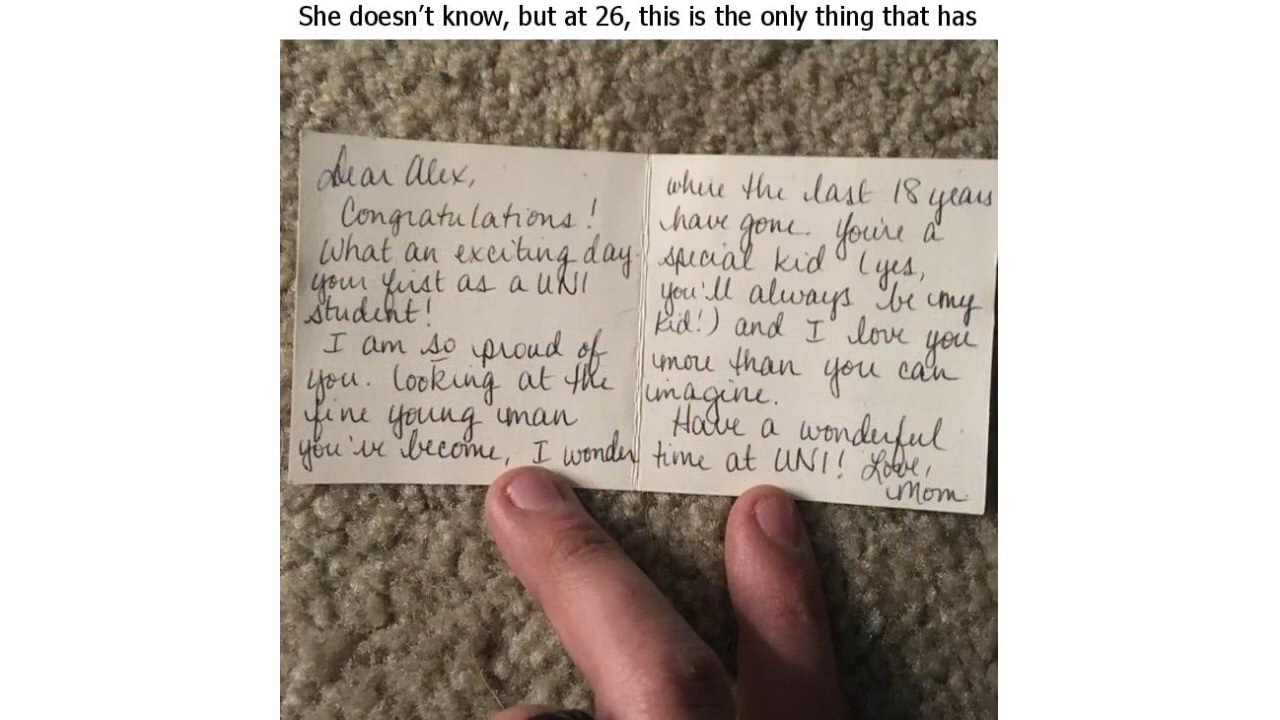 She doesn't know, but at 26, this is the only thing that has
Dear Alex,
Congratulations!
What an exciting day-
your first as a UNI
student!
I am so proud of
you. Looking at the
fine young man
you've become, I wonder
where the last 18 years
have gone. You're a
special kid (yes,
you'll always be my
kid!) and I love you
more than you can
imagine.
Have a wonderful
time at UNI! Love,
Mom